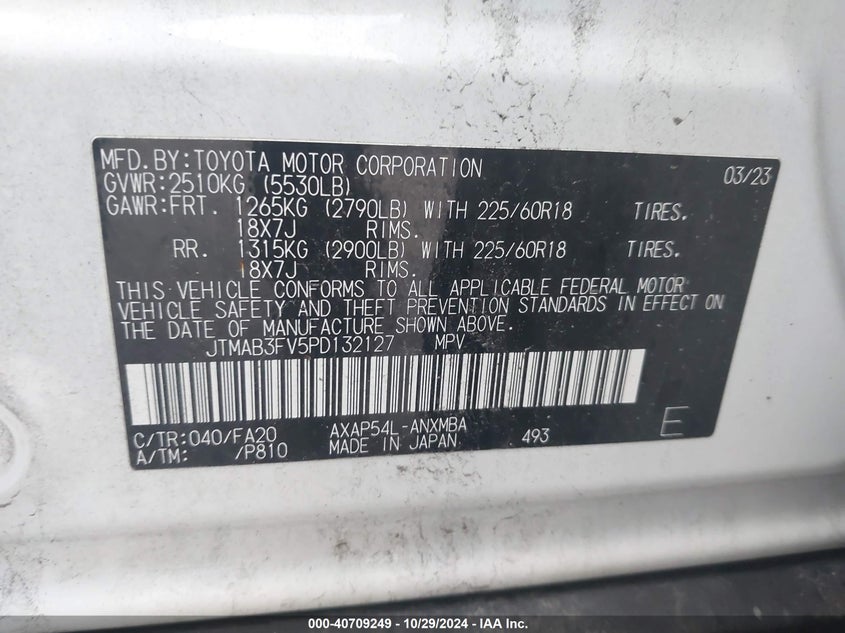 MFD.BY:TOYOTA MOTOR CORPORATION 03/23
GVWR:2510KG (5530LB)
GAWR:FRT. 1265KG (2790LB) WITH 225/60R18 TIRES.
18X7J RIMS.
RR. 1315KG (2900LB) WITH 225/60R18 TIRES.
18X7J RIMS.
THIS VEHICLE CONFORMS TO ALL APPLICABLE FEDERAL MOTOR
VEHICLE SAFETY AND THEFT PREVENTION STANDARDS IN EFFECT ON
THE DATE OF MANUFACTURE SHOWN ABOVE.
JTMAB3FV5PD132127 MPV
C/TR:040/FA20 AXAP54L-ANXMBA
A/TM: /P810 MADE IN JAPAN 493 E
000-40709249 | 10/29/2024 | IAA Inc.